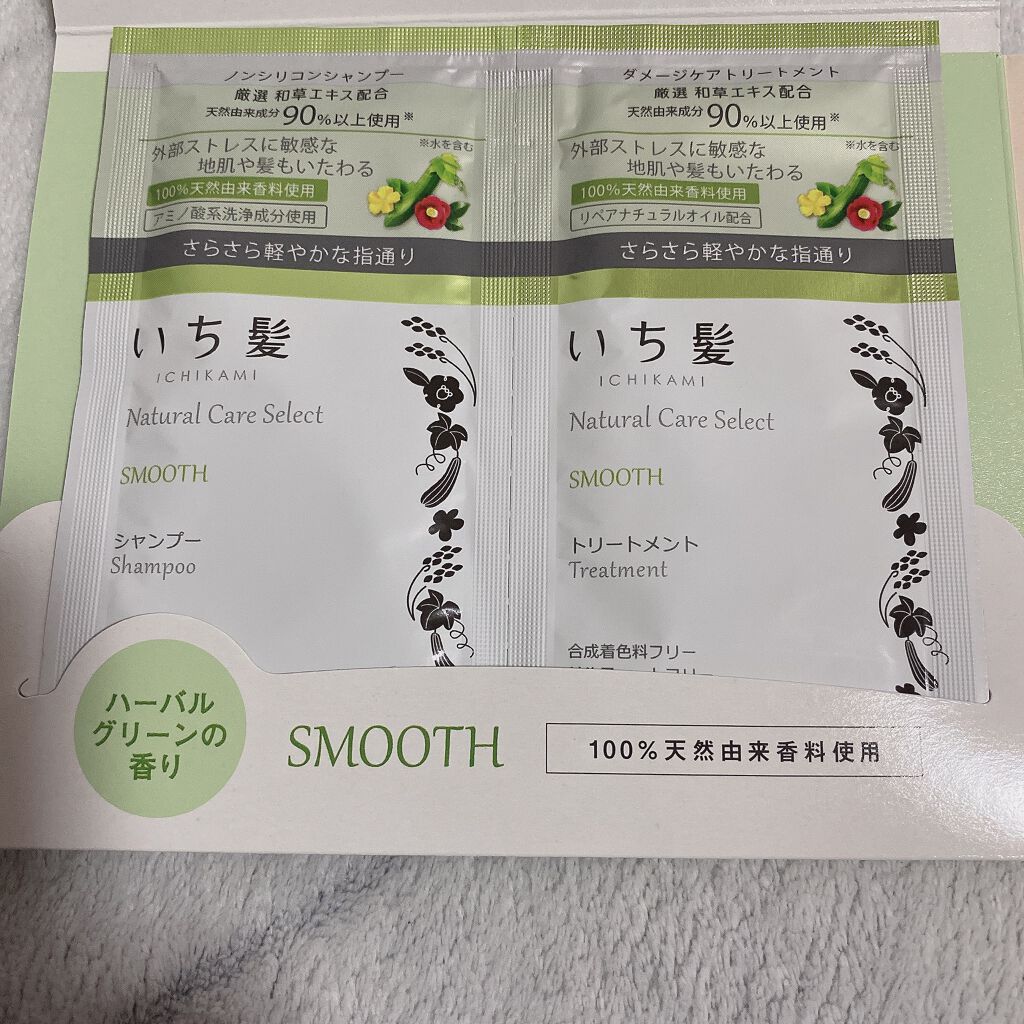 ノンシリコンシャンプー
厳選 和草エキス配合
天然由来成分90%以上使用※
※水を含む
外部ストレスに敏感な
地肌や髪もいたわる
100%天然由来香料使用
アミノ酸系洗浄成分使用
さらさら軽やかな指通り
いち髪
ICHIKAMI
Natural Care Select
SMOOTH
シャンプー
Shampoo
ダメージケアトリートメント
厳選 和草エキス配合
天然由来成分90%以上使用※
※水を含む
外部ストレスに敏感な
地肌や髪もいたわる
100%天然由来香料使用
リペアナチュラルオイル配合
さらさら軽やかな指通り
いち髪
ICHIKAMI
Natural Care Select
SMOOTH
トリートメント
Treatment
合成着色料フリー
ハーバル
グリーンの
香り
SMOOTH
100%天然由来香料使用